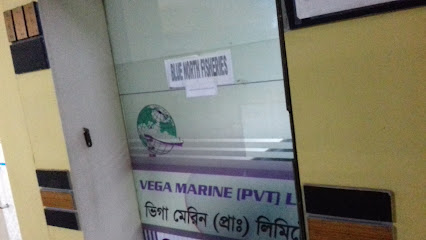 BLUE NORTH FISHERIES
VEGA MARINE (PVT) L
ভিগা মেরিন (প্রাঃ) লিমিটে